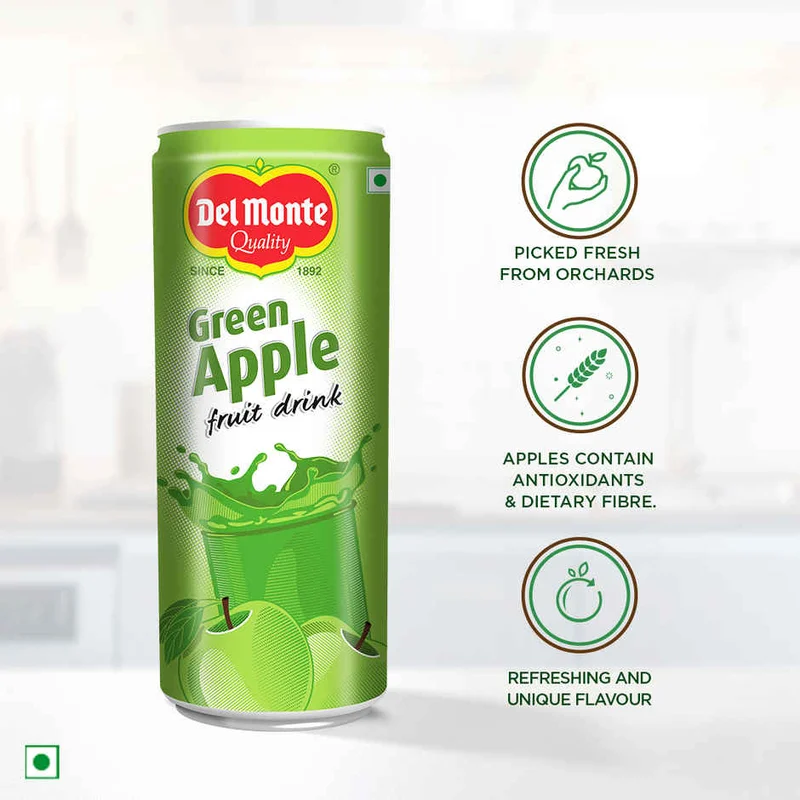 Del Monte
®
Quality
SINCE 1892
Green
Apple
fruit drink
PICKED FRESH
FROM ORCHARDS
APPLES CONTAIN
ANTIOXIDANTS
& DIETARY FIBRE.
REFRESHING AND
UNIQUE FLAVOUR